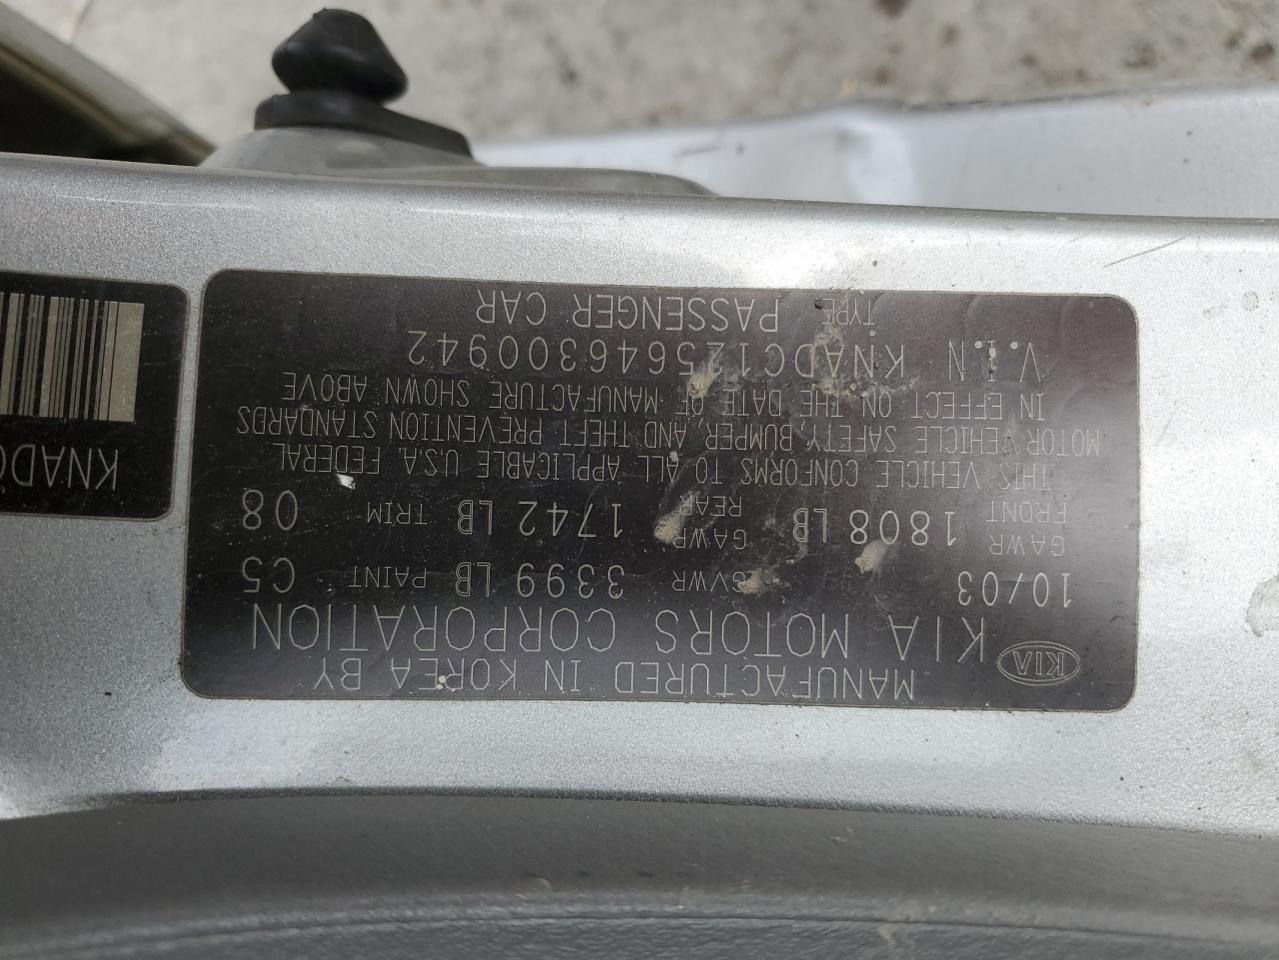 MANUFACTURED IN KOREA BY
KIA KIA MOTORS CORPORATION
10/03 GVWR 3399 LB PAINT C5
GAWR FRONT 1808 LB GAWR REAR 1742 LB TRIM 08
THIS VEHICLE CONFORMS TO ALL APPLICABLE U.S.A. FEDERAL
MOTOR VEHICLE SAFETY, BUMPER, AND THEFT PREVENTION STANDARDS
IN EFFECT ON THE DATE OF MANUFACTURE SHOWN ABOVE
V.I.N KNADC125646300942
TYPE PASSENGER CAR